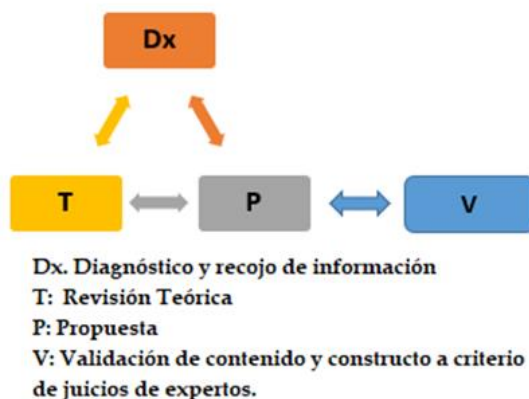 Dx
T
P
V
Dx. Diagnóstico y recojo de información
T: Revisión Teórica
P: Propuesta
V: Validación de contenido y constructo a criterio
de juicios de expertos.